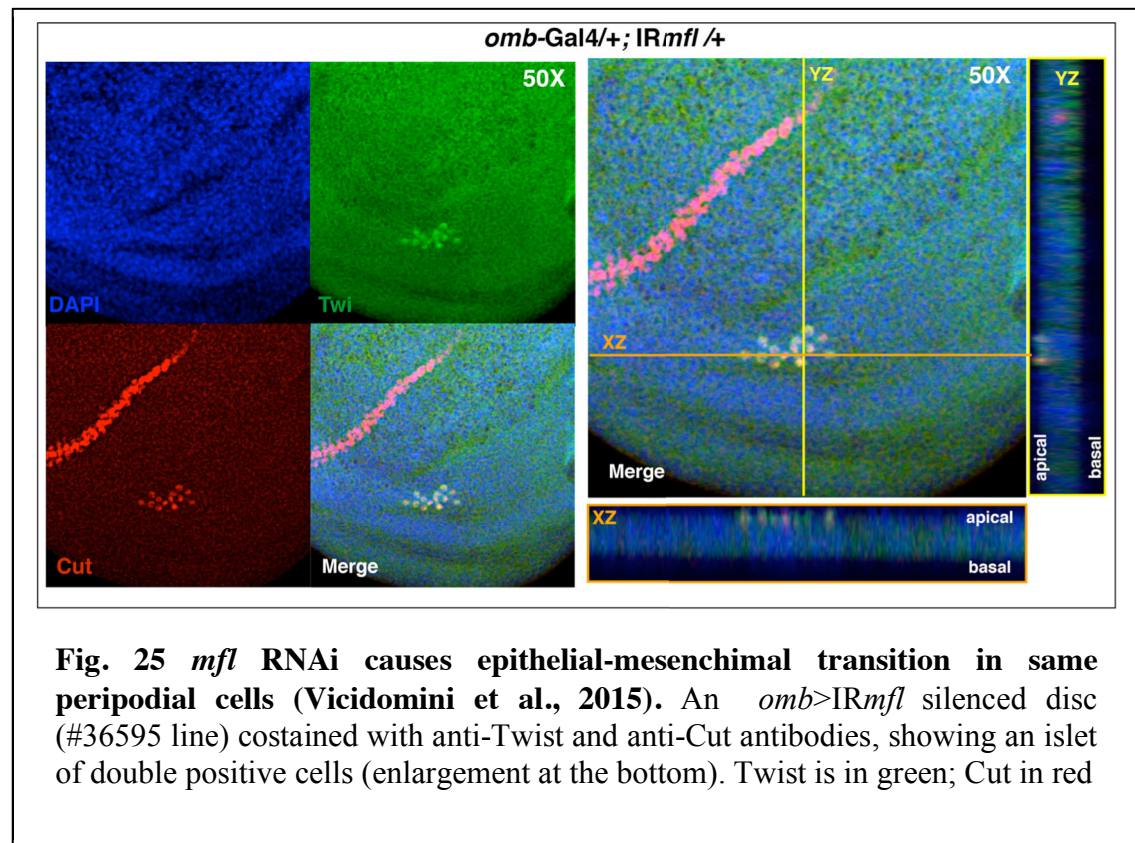 omb-Gal4/+; IRmfl /+
50X
DAPI
Twi
Cut
Merge
50X
YZ
XZ
Merge
YZ
apical
basal
XZ
apical
basal
Fig. 25 mfl RNAi causes epithelial-mesenchimal transition in same
peripodial cells (Vicidomini et al., 2015). An omb>IRmfl silenced disc
(#36595 line) costained with anti-Twist and anti-Cut antibodies, showing an islet
of double positive cells (enlargement at the bottom). Twist is in green; Cut in red